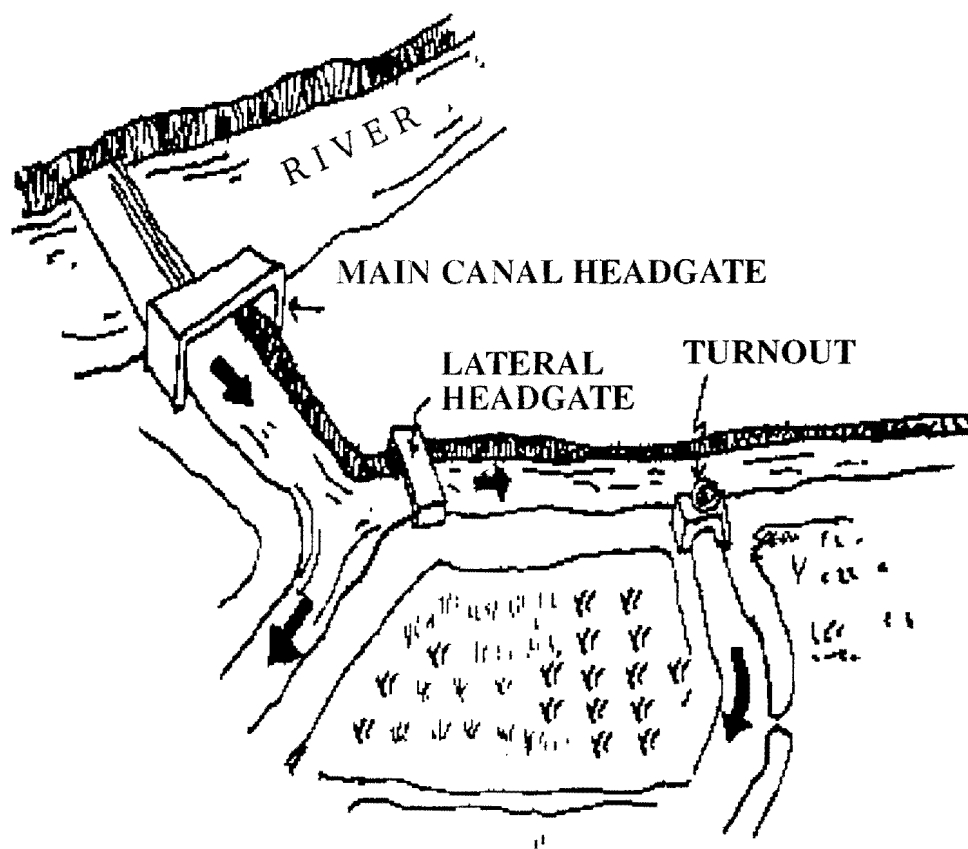 RIVER
MAIN CANAL HEADGATE
LATERAL
HEADGATE
TURNOUT